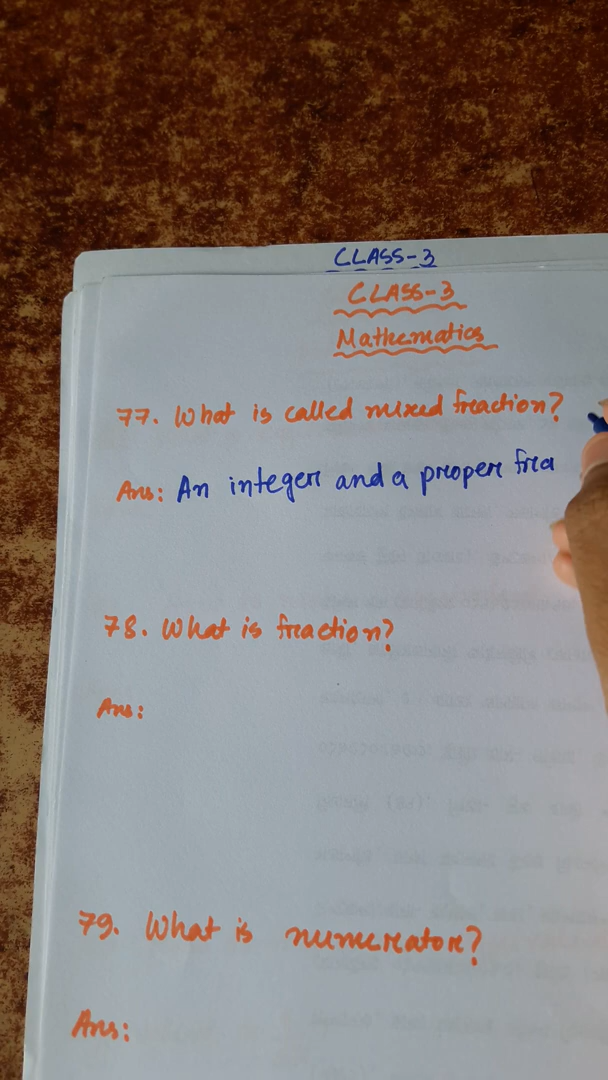 CLASS-3
CLASS-3
Mathematics
77. What is called mixed fraction?
Ans: An integer and a proper fra
78. What is fraction?
Ans:
79. What is numerator?
Ans: